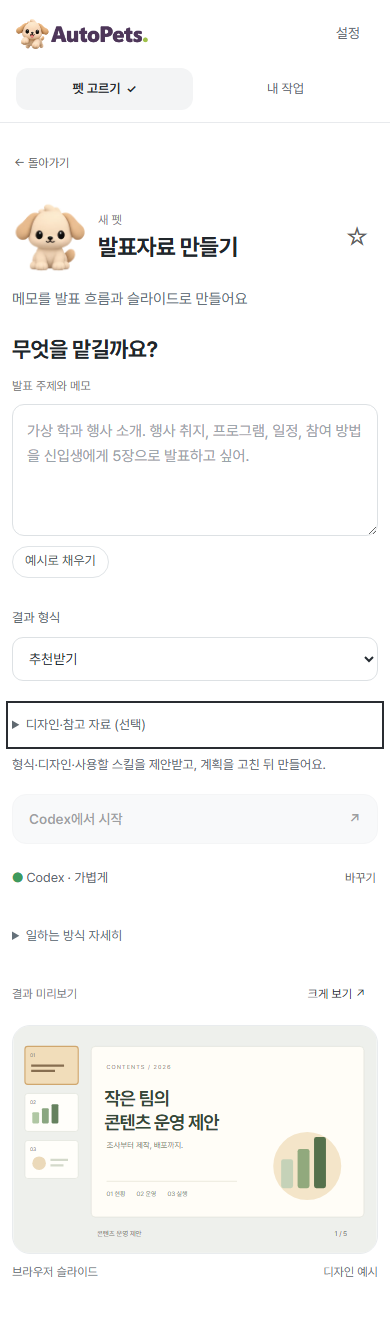 AutoPets.
설정
펫 고르기 ✓
내 작업
← 돌아가기
새 펫
발표자료 만들기
☆
메모를 발표 흐름과 슬라이드로 만들어요
무엇을 맡길까요?
발표 주제와 메모
가상 학과 행사 소개. 행사 취지, 프로그램, 일정, 참여 방법
을 신입생에게 5장으로 발표하고 싶어.
예시로 채우기
결과 형식
추천받기
▶ 디자인·참고 자료 (선택)
형식·디자인·사용할 스킬을 제안받고, 계획을 고친 뒤 만들어요.
Codex에서 시작 ↗
Codex · 가볍게
바꾸기
▶ 일하는 방식 자세히
결과 미리보기
크게 보기 ↗
01
02
03
CONTENTS / 2026
작은 팀의
콘텐츠 운영 제안
조사부터 제작, 배포까지.
01 현황 02 운영 03 실행
콘텐츠 운영 제안
1 / 5
브라우저 슬라이드
디자인 예시